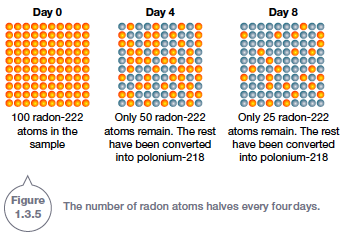 Day 0
Day 4
Day 8
100 radon-222
atoms in the
sample
Only 50 radon-222
atoms remain. The rest
have been converted
into polonium-218
Only 25 radon-222
atoms remain. The rest
have been converted
into polonium-218
Figure
1.3.5
The number of radon atoms halves every four days.